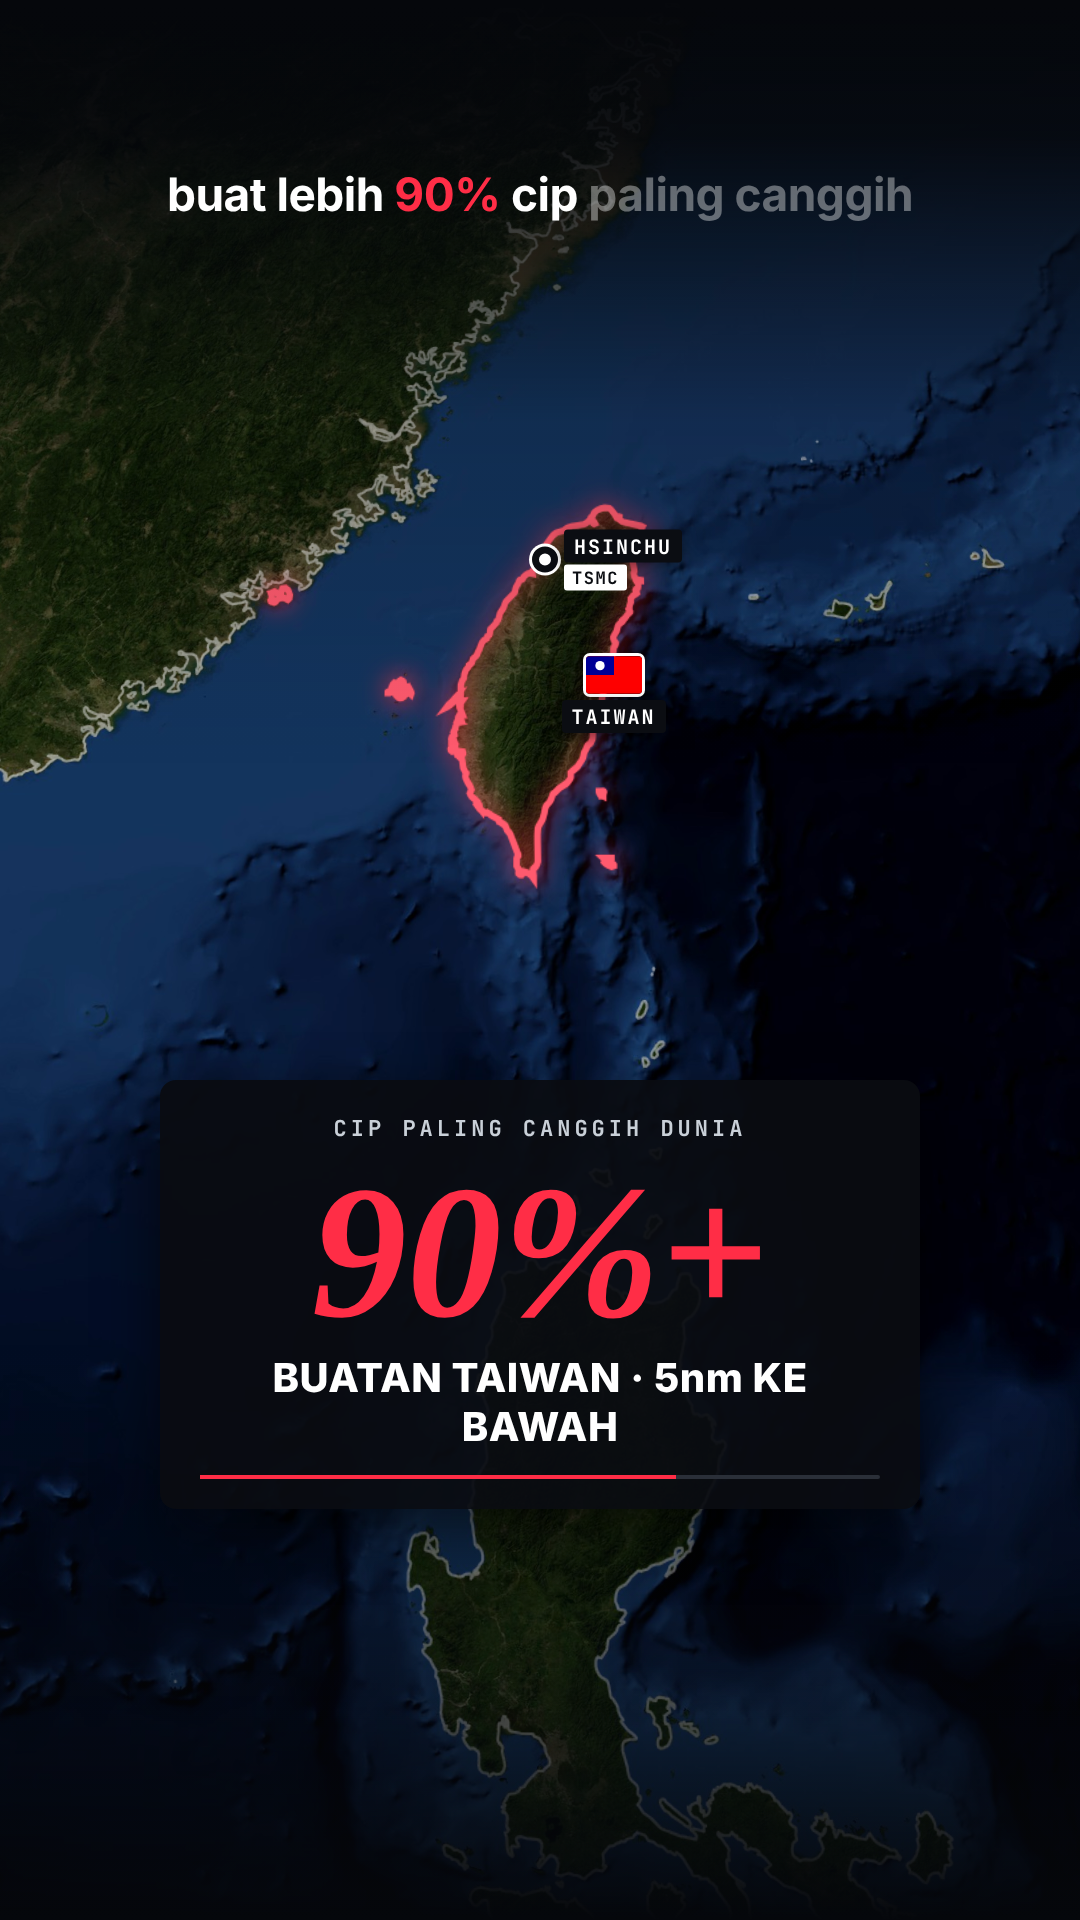 buat lebih 90% cip paling canggih
HSINCHU
TSMC
TAIWAN
CIP PALING CANGGIH DUNIA
90%+
BUATAN TAIWAN · 5nm KE
BAWAH